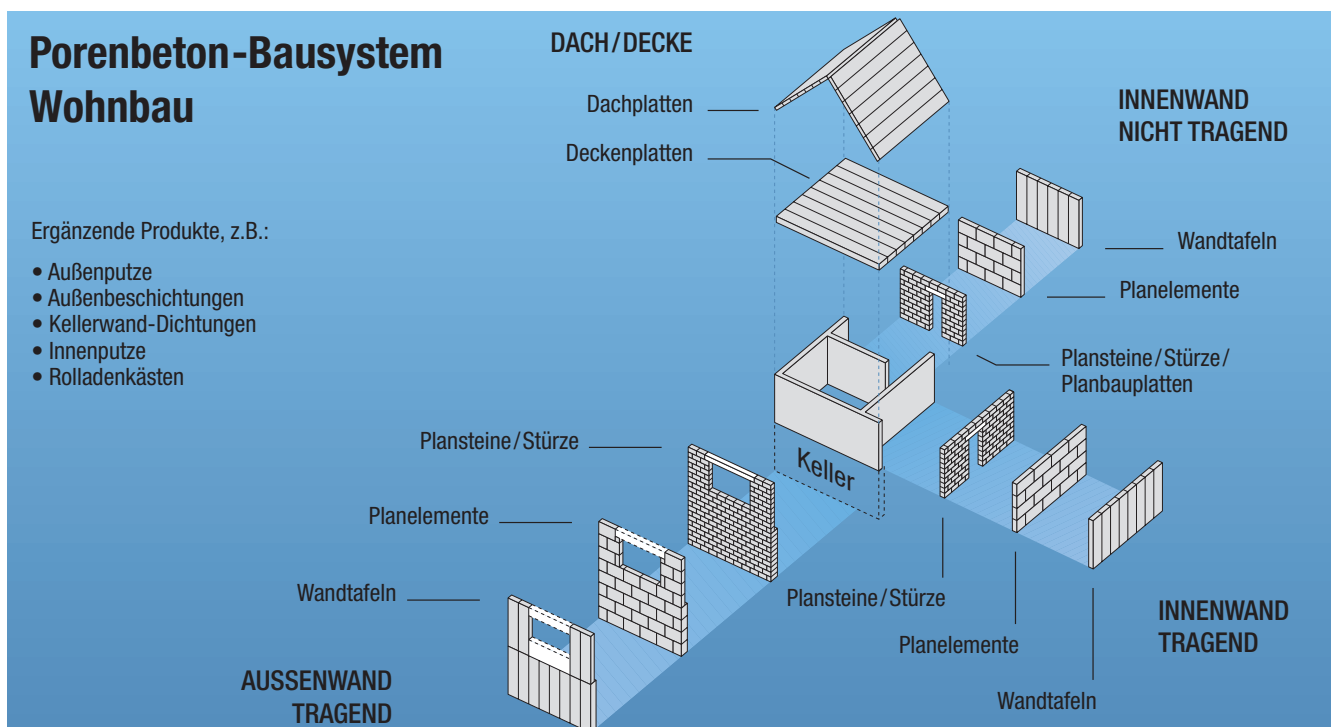 Porenbeton-Bausystem
Wohnbau
Ergänzende Produkte, z.B.:
• Außenputze
• Außenbeschichtungen
• Kellerwand-Dichtungen
• Innenputze
• Rolladenkästen
DACH/DECKE
Dachplatten
Deckenplatten
INNENWAND
NICHT TRAGEND
Wandtafeln
Planelemente
Plansteine/Stürze/
Planbauplatten
Keller
Plansteine/Stürze
Planelemente
Wandtafeln
AUSSENWAND
TRAGEND
Plansteine/Stürze
Planelemente
Wandtafeln
INNENWAND
TRAGEND